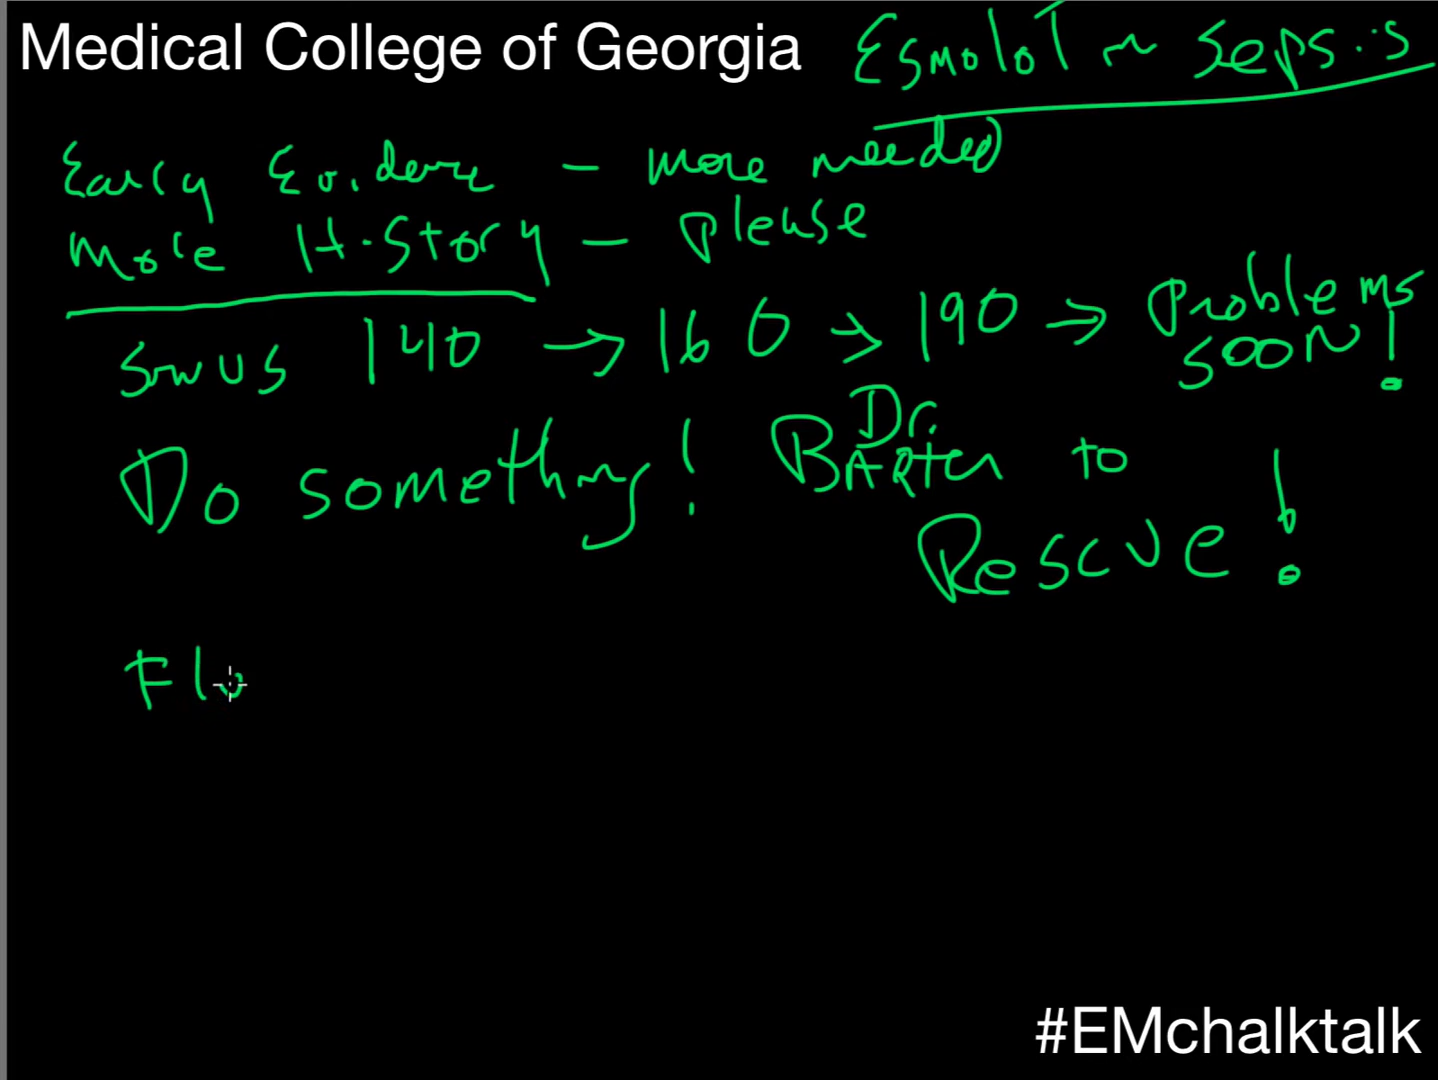 Medical College of Georgia
Esmolol in Sepsis
Early Evidence - more needed
More History - please
Sinus 140 → 160 → 190 → Problems SOON!
Do something! Dr. BARTER to Rescue!
Flo
#EMchalktalk